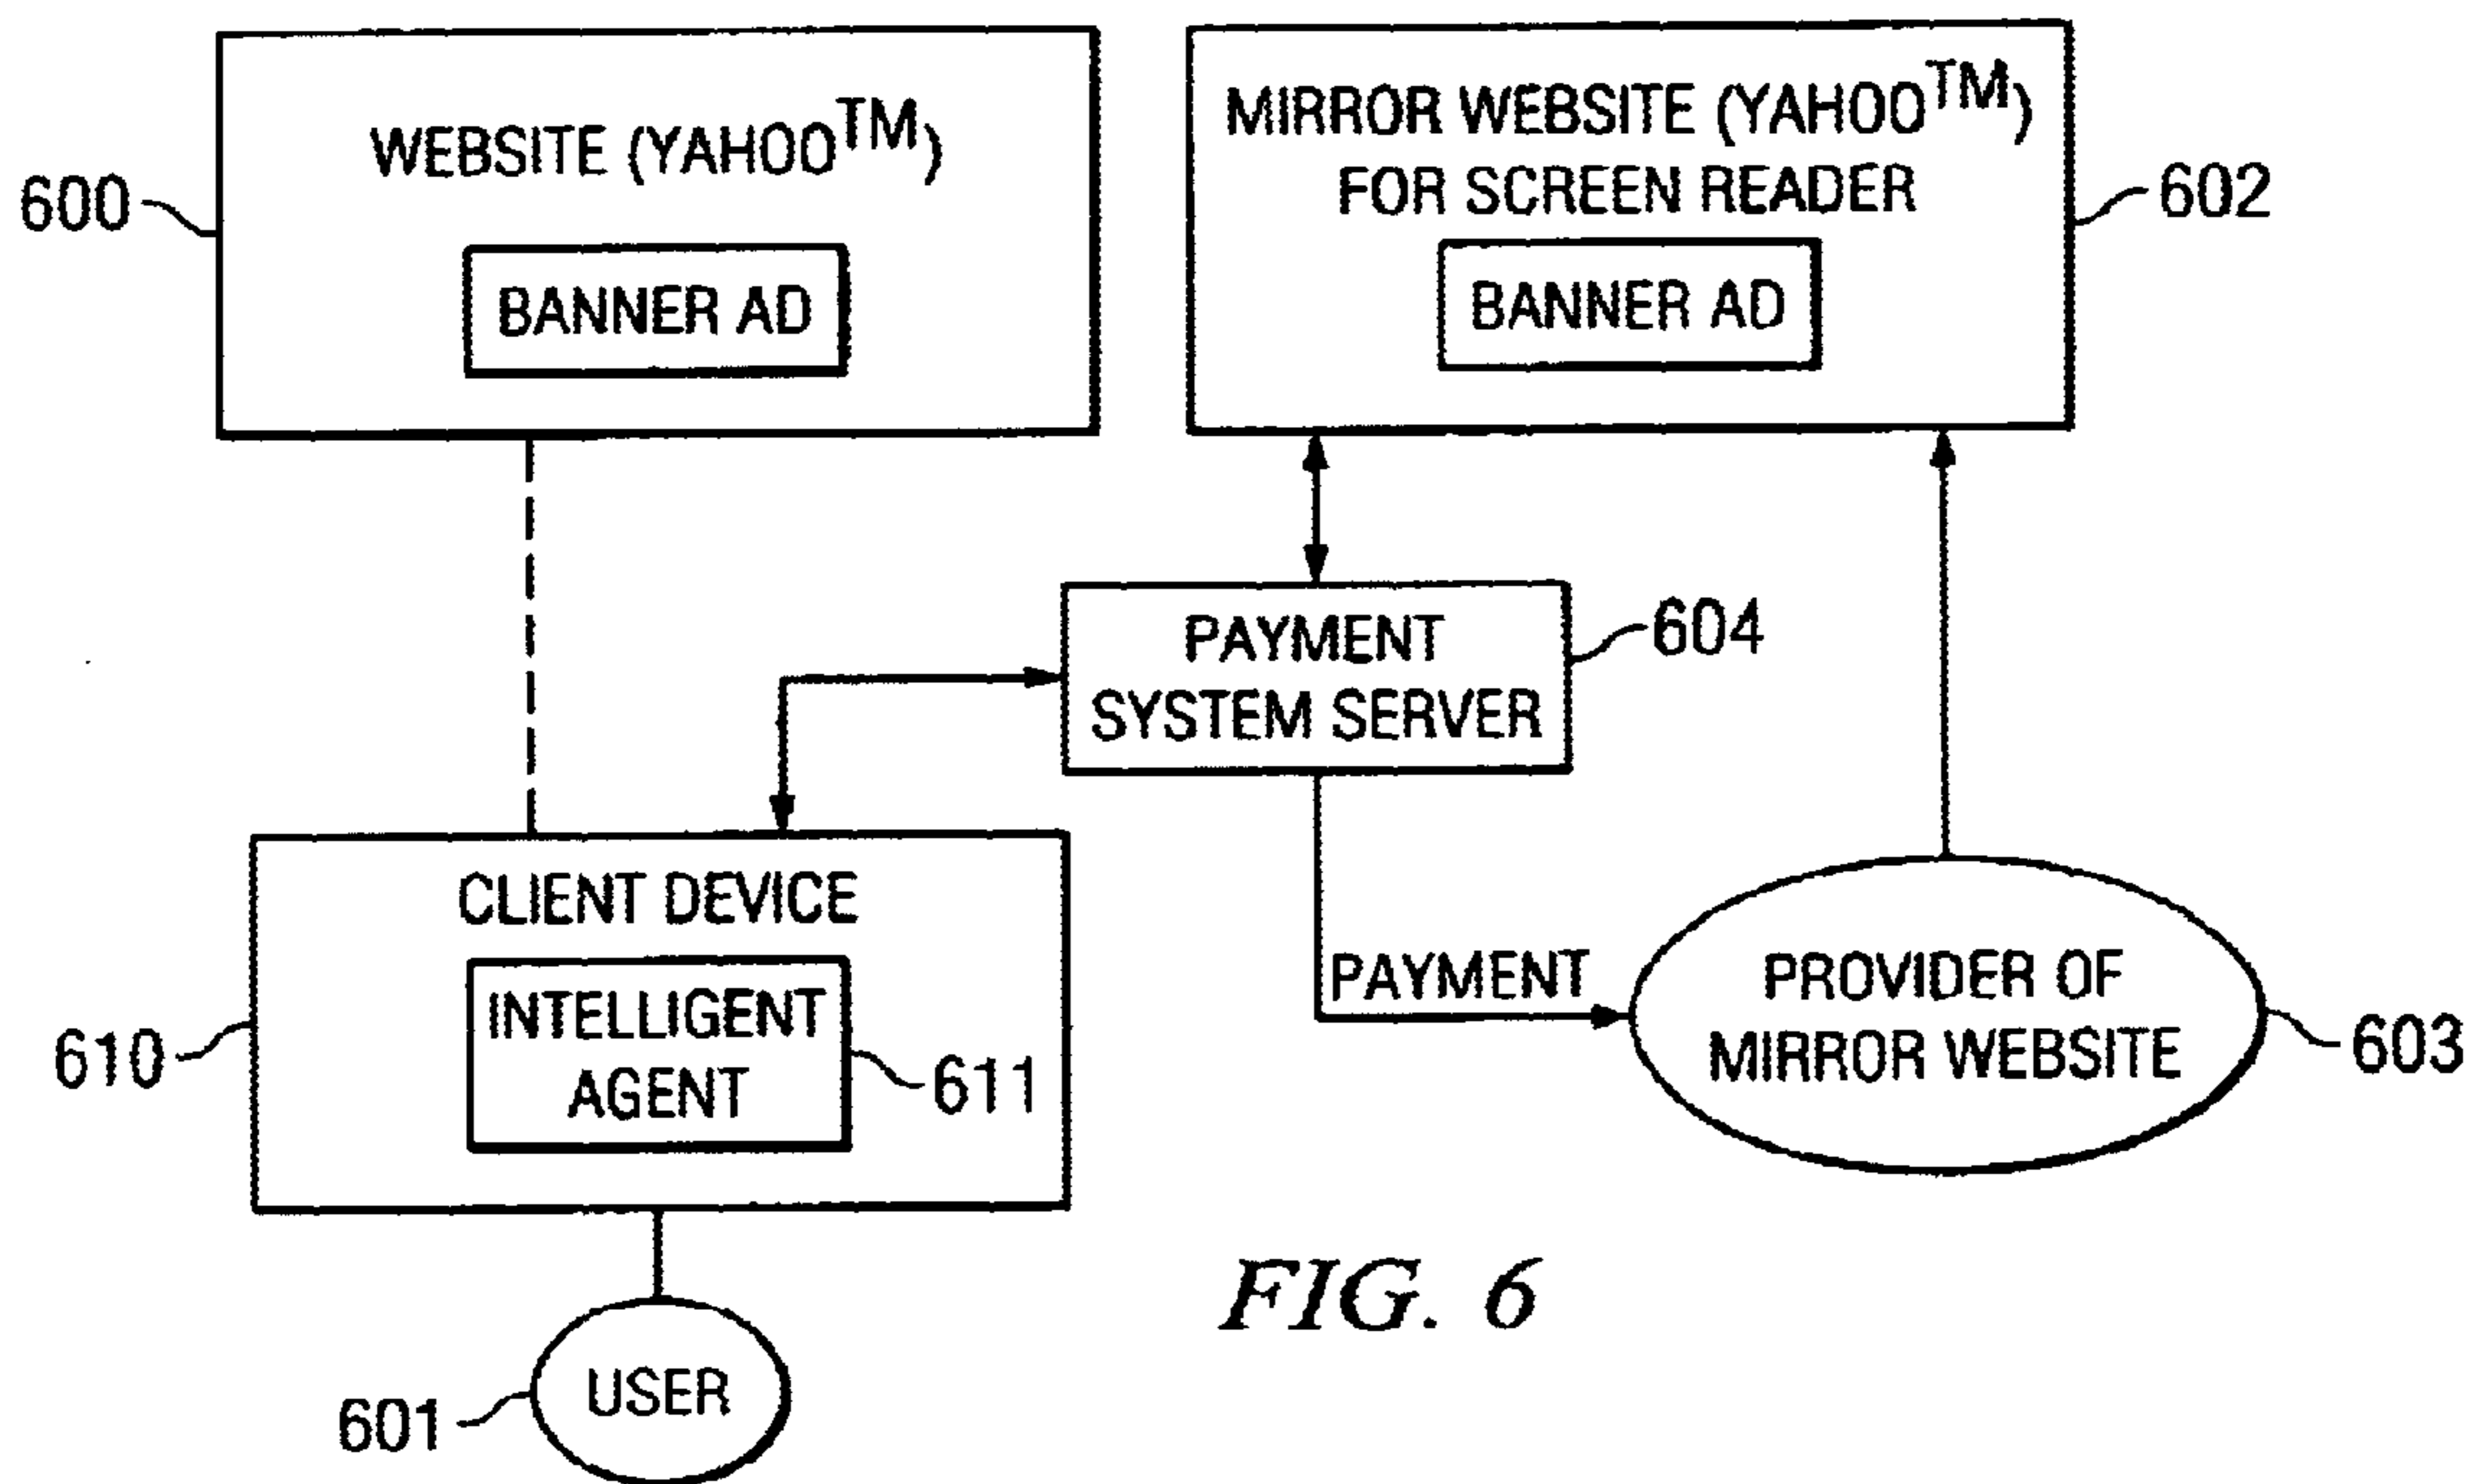 WEBSITE (YAHOO™)
600
BANNER AD
MIRROR WEBSITE (YAHOO™)
FOR SCREEN READER
602
BANNER AD
PAYMENT
SYSTEM SERVER
604
CLIENT DEVICE
INTELLIGENT
AGENT
610
611
PAYMENT
PROVIDER OF
MIRROR WEBSITE
603
USER
601
FIG. 6